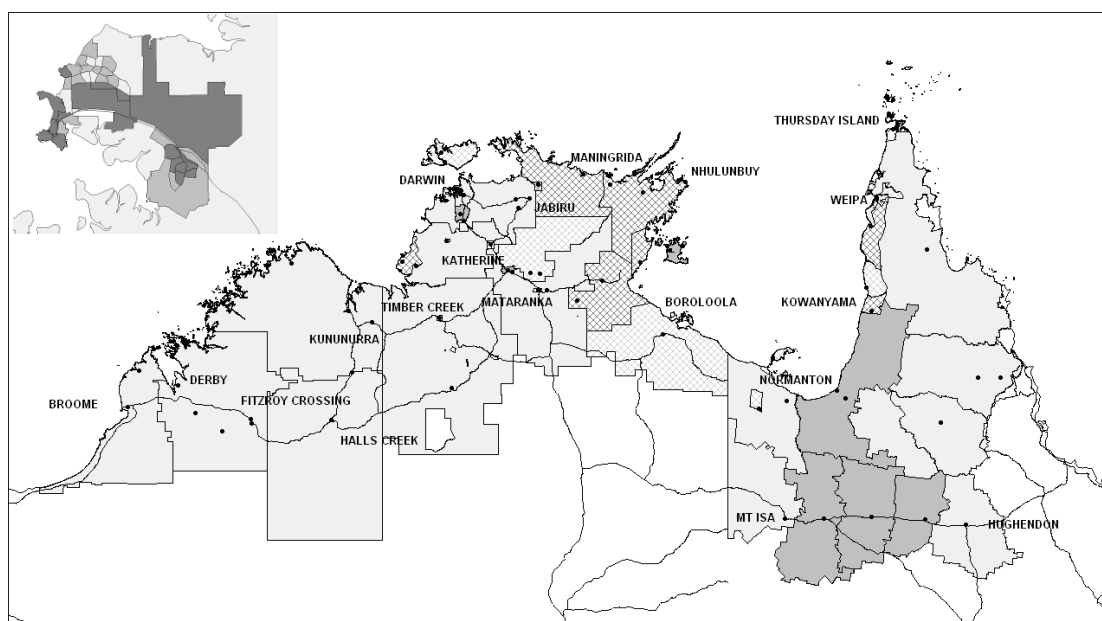 THURSDAY ISLAND
MANINGRIDA
NHULUNBUY
DARWIN
JABIRU
WEIPA
KATHERINE
TIMBER CREEK
MATARANKA
BOROLOOLA
KOWANYAMA
KUNUNURRA
DERBY
NORMANTON
BROOME
FITZROY CROSSING
HALLS CREEK
MT ISA
HUGHENDON